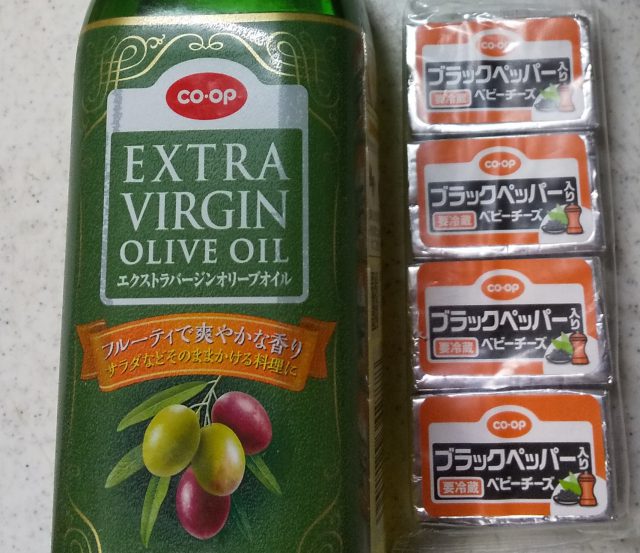 CO·OP
EXTRA
VIRGIN
OLIVE OIL
エクストラバージンオリーブオイル
フルーティで爽やかな香り
サラダなどそのままかける料理に
CO·OP
ブラックペッパー入り
要冷蔵 ベビーチーズ
CO·OP
ブラックペッパー入り
要冷蔵 ベビーチーズ
CO·OP
ブラックペッパー入り
要冷蔵 ベビーチーズ
CO·OP
ブラックペッパー入り
要冷蔵 ベビーチーズ